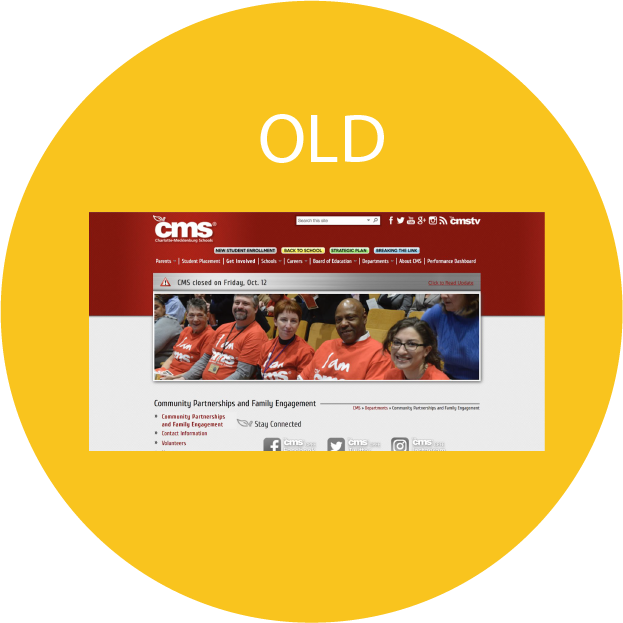 OLD
cms®
Charlotte-Mecklenburg Schools
Search this site
cmstv
NEW STUDENT ENROLLMENT BACK TO SCHOOL STRATEGIC PLAN BREAKING THE LINK
Parents Student Placement Get Involved Schools Careers Board of Education Departments About CMS Performance Dashboard
CMS closed on Friday, Oct. 12
Click to Read Update
I am
cms
I am
Community Partnerships and Family Engagement
CMS » Departments » Community Partnerships and Family Engagement
Community Partnerships
and Family Engagement
Contact Information
Volunteers
Stay Connected
cms cms cms